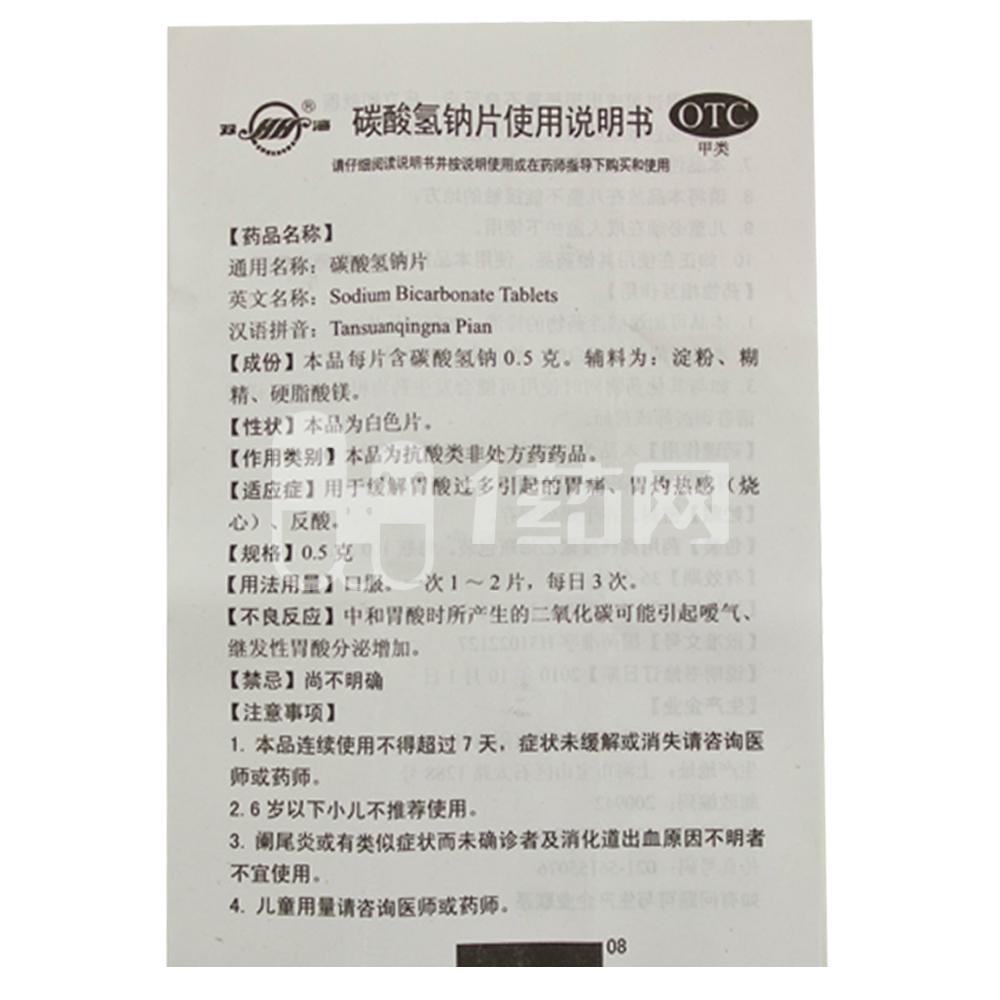 双海®
碳酸氢钠片使用说明书
OTC
甲类
请仔细阅读说明书并按说明使用或在药师指导下购买和使用
【药品名称】
通用名称：碳酸氢钠片
英文名称：Sodium Bicarbonate Tablets
汉语拼音：Tansuanqingna Pian
【成份】本品每片含碳酸氢钠 0.5 克。辅料为：淀粉、糊
精、硬脂酸镁。
【性状】本品为白色片。
【作用类别】本品为抗酸类非处方药药品。
【适应症】用于缓解胃酸过多引起的胃痛、胃灼热感（烧
心）、反酸。
【规格】0.5 克
【用法用量】口服。一次 1～2 片，每日 3 次。
【不良反应】中和胃酸时所产生的二氧化碳可能引起嗳气、
继发性胃酸分泌增加。
【禁忌】尚不明确
【注意事项】
1. 本品连续使用不得超过 7 天，症状未缓解或消失请咨询医
师或药师。
2. 6 岁以下小儿不推荐使用。
3. 阑尾炎或有类似症状而未确诊者及消化道出血原因不明者
不宜使用。
4. 儿童用量请咨询医师或药师。
08
1药网